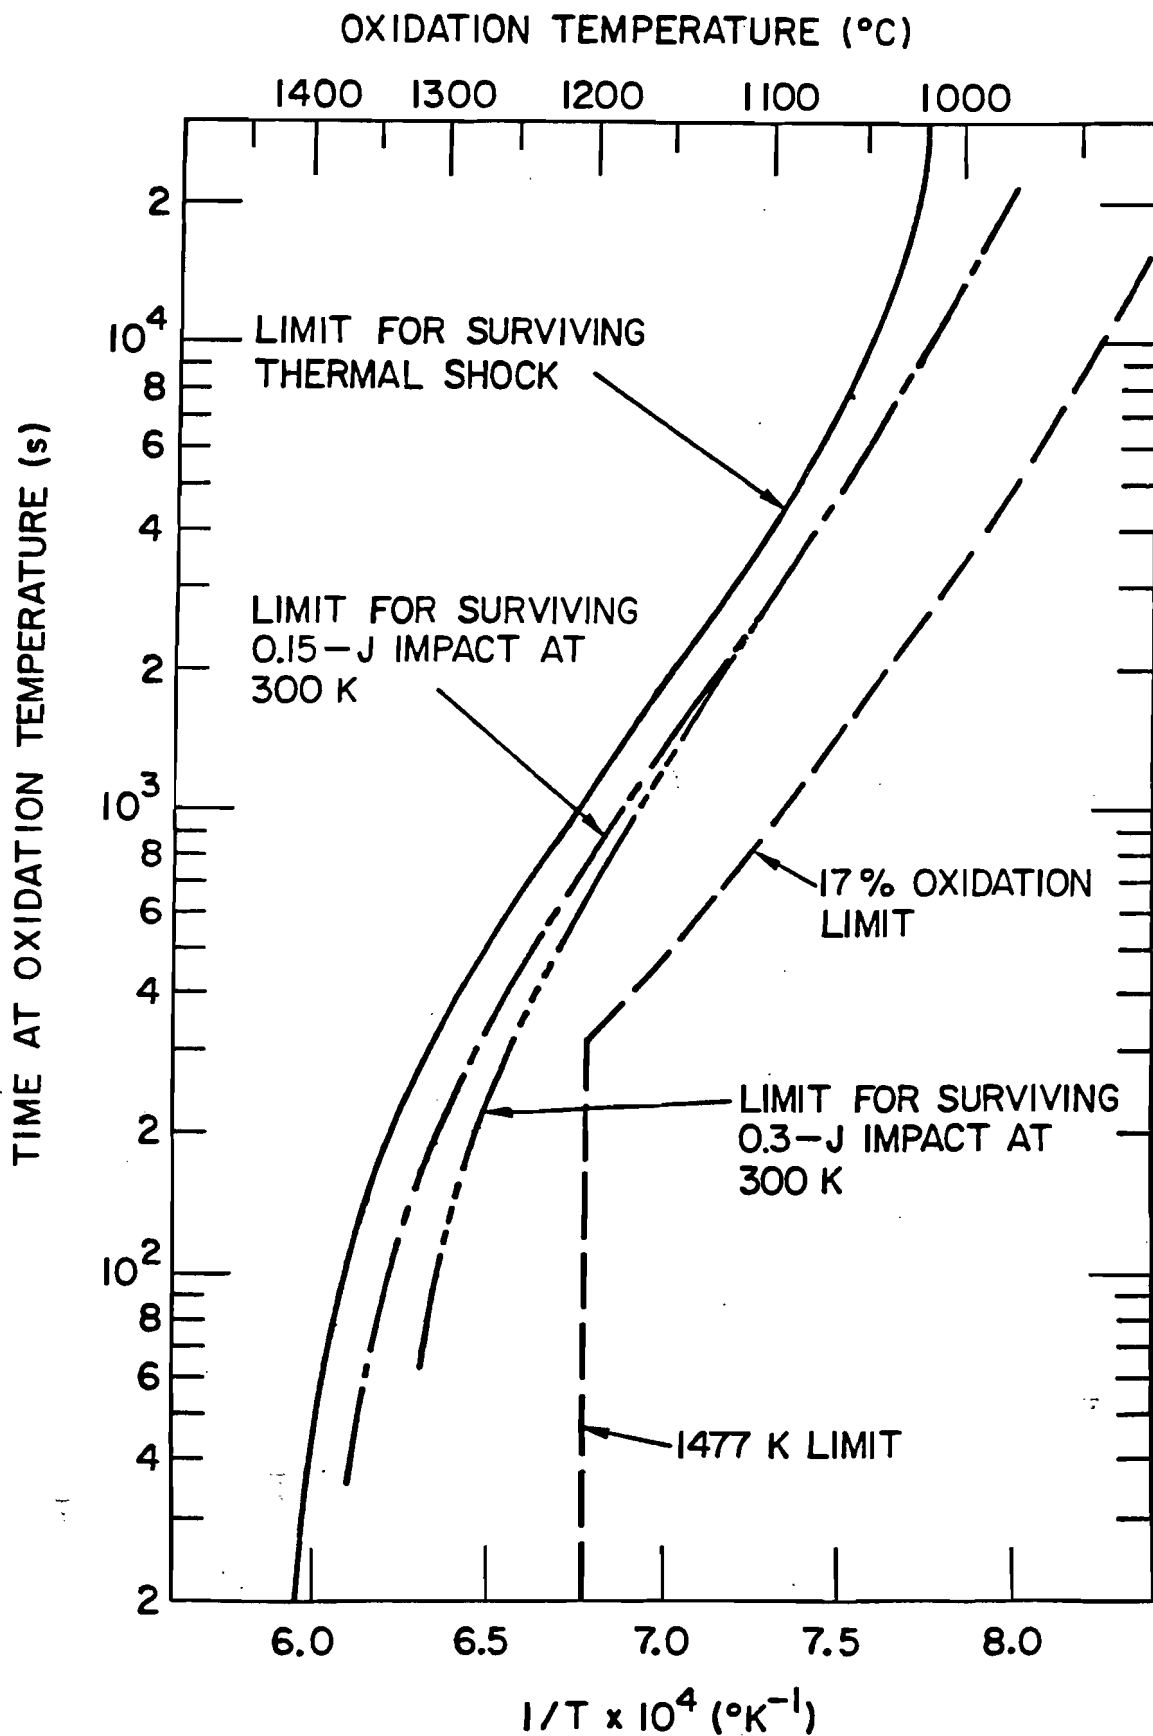 OXIDATION TEMPERATURE (°C)
1400 1300 1200 1100 1000
2
10⁴
8
6
4
2
10³
8
6
4
2
10²
8
6
4
2
TIME AT OXIDATION TEMPERATURE (s)
LIMIT FOR SURVIVING
THERMAL SHOCK
LIMIT FOR SURVIVING
0.15-J IMPACT AT
300 K
17% OXIDATION
LIMIT
LIMIT FOR SURVIVING
0.3-J IMPACT AT
300 K
1477 K LIMIT
6.0 6.5 7.0 7.5 8.0
1/T x 10⁴ (°K⁻¹)